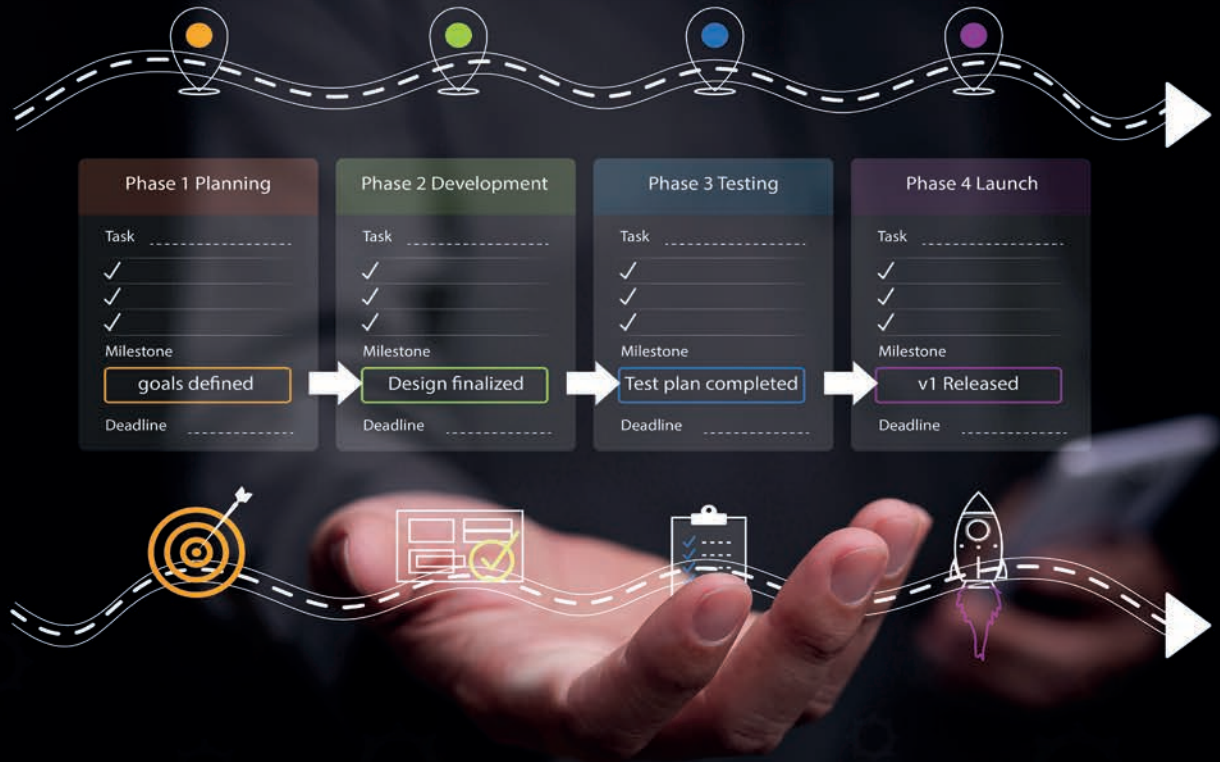 Phase 1 Planning
Task
Milestone
goals defined
Deadline
Phase 2 Development
Task
Milestone
Design finalized
Deadline
Phase 3 Testing
Task
Milestone
Test plan completed
Deadline
Phase 4 Launch
Task
Milestone
v1 Released
Deadline